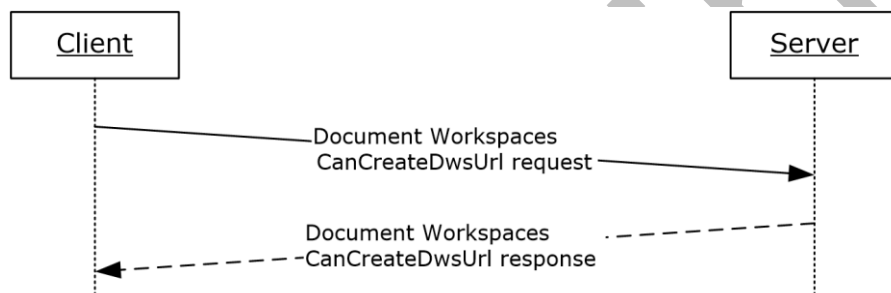 Client
Server
Document Workspaces
CanCreateDwsUrl request
Document Workspaces
CanCreateDwsUrl response